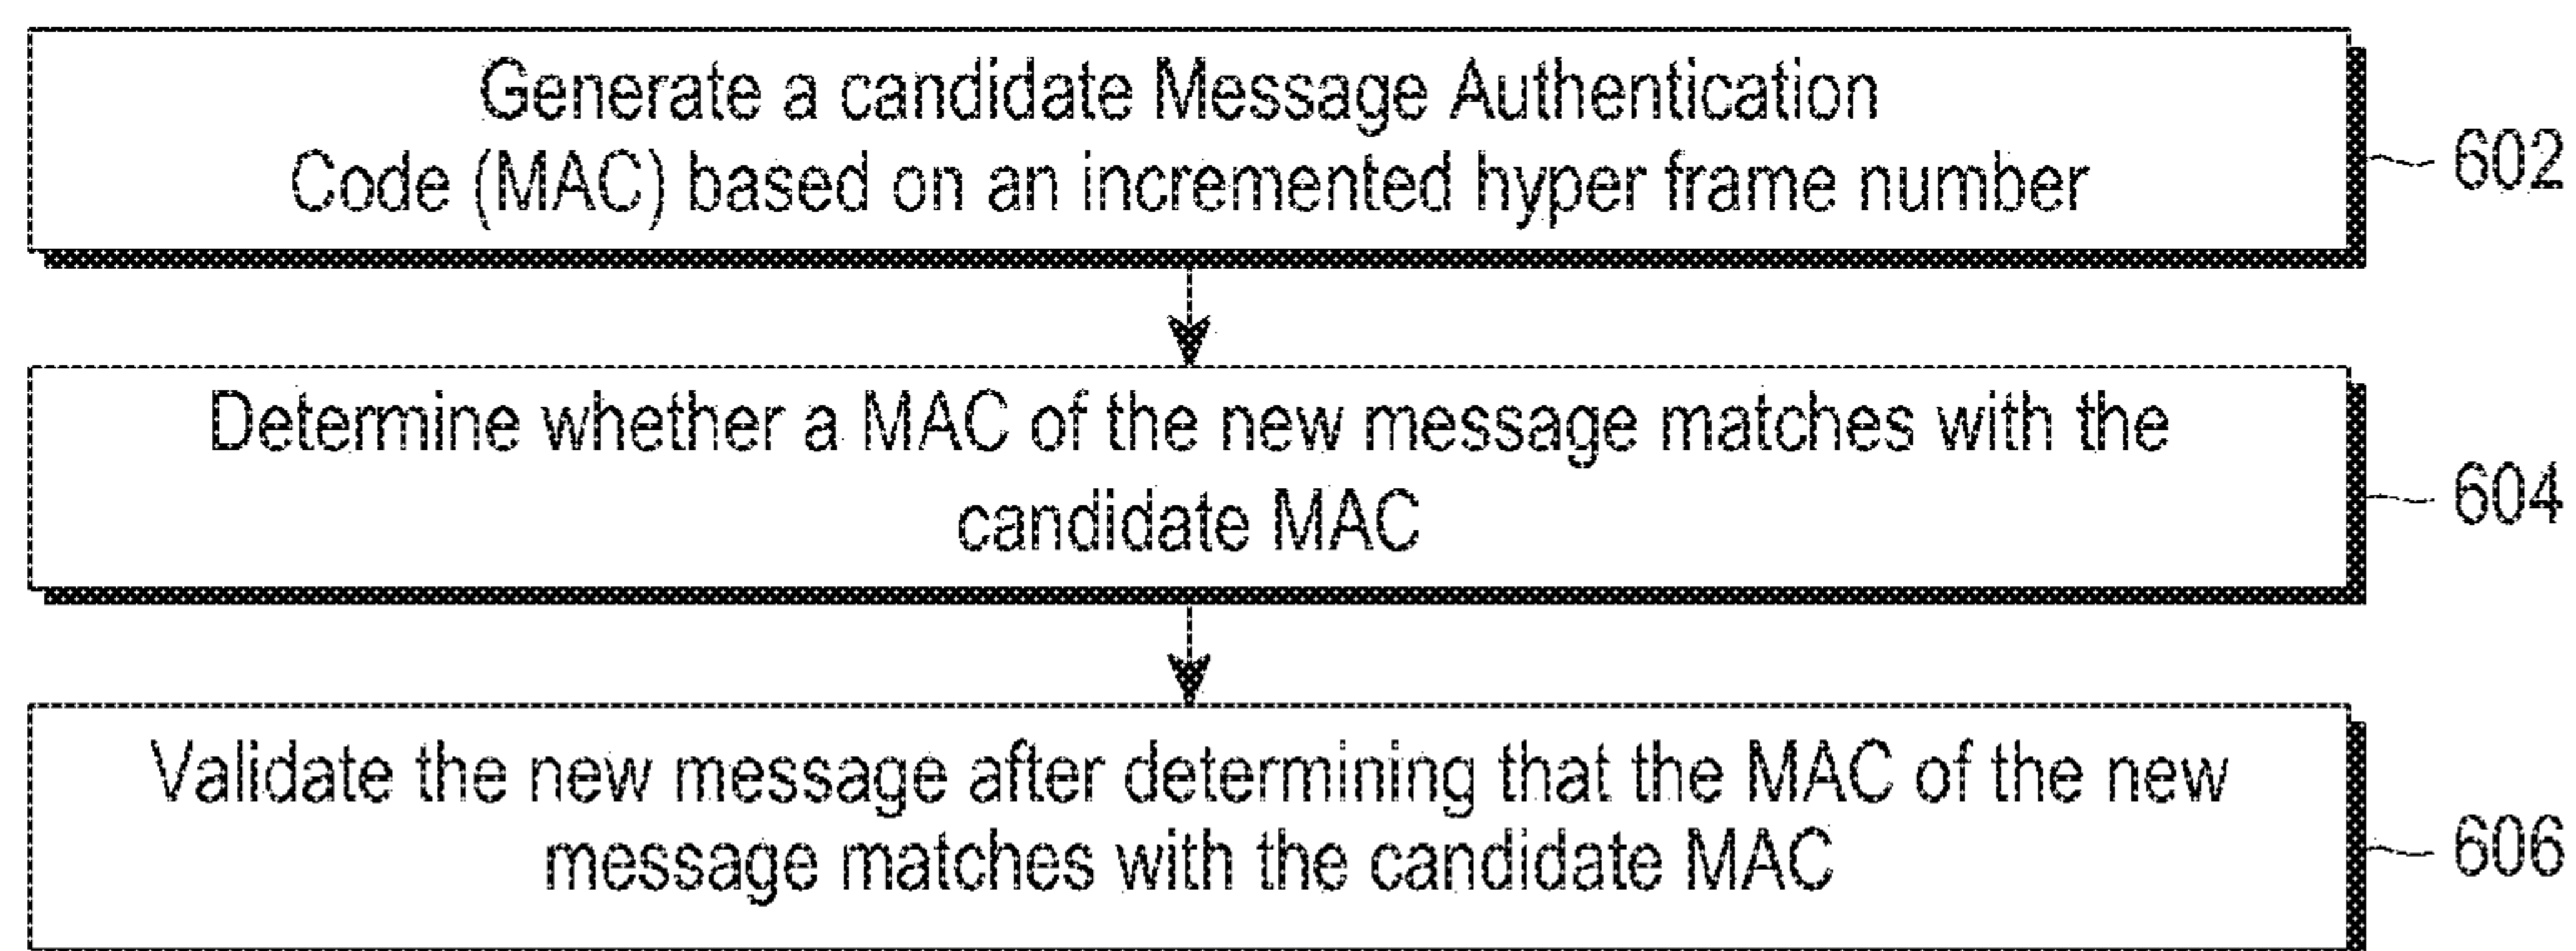 Generate a candidate Message Authentication
Code (MAC) based on an incremented hyper frame number
602
Determine whether a MAC of the new message matches with the
candidate MAC
604
Validate the new message after determining that the MAC of the new
message matches with the candidate MAC
606